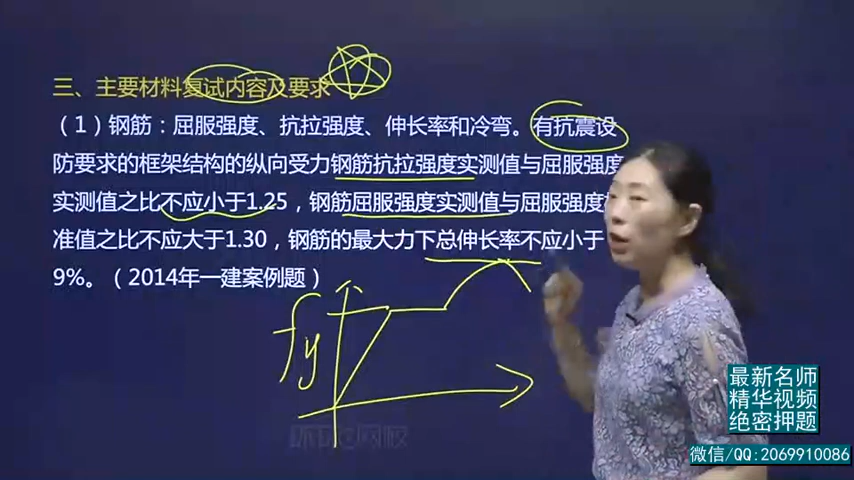 三、主要材料复试内容及要求
（1）钢筋：屈服强度、抗拉强度、伸长率和冷弯。有抗震设
防要求的框架结构的纵向受力钢筋抗拉强度实测值与屈服强度
实测值之比不应小于1.25，钢筋屈服强度实测值与屈服强度
准值之比不应大于1.30，钢筋的最大力下总伸长率不应小于
9%。（2014年一建案例题）
fy
最新名师
精华视频
绝密押题
微信/QQ:2069910086